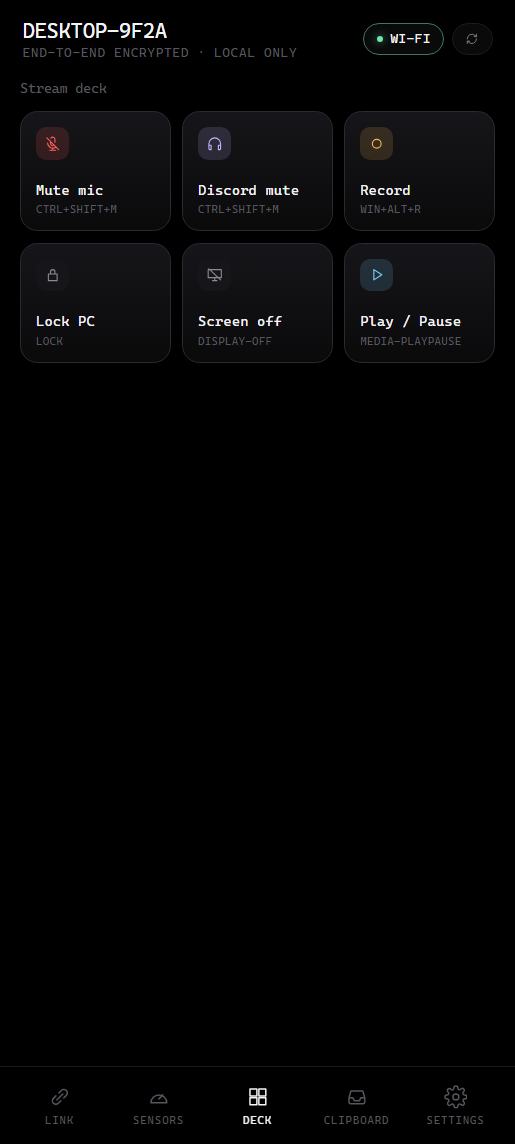 DESKTOP-9F2A
END-TO-END ENCRYPTED · LOCAL ONLY
WI-FI
Stream deck
Mute mic
CTRL+SHIFT+M
Discord mute
CTRL+SHIFT+M
Record
WIN+ALT+R
Lock PC
LOCK
Screen off
DISPLAY-OFF
Play / Pause
MEDIA-PLAYPAUSE
LINK
SENSORS
DECK
CLIPBOARD
SETTINGS